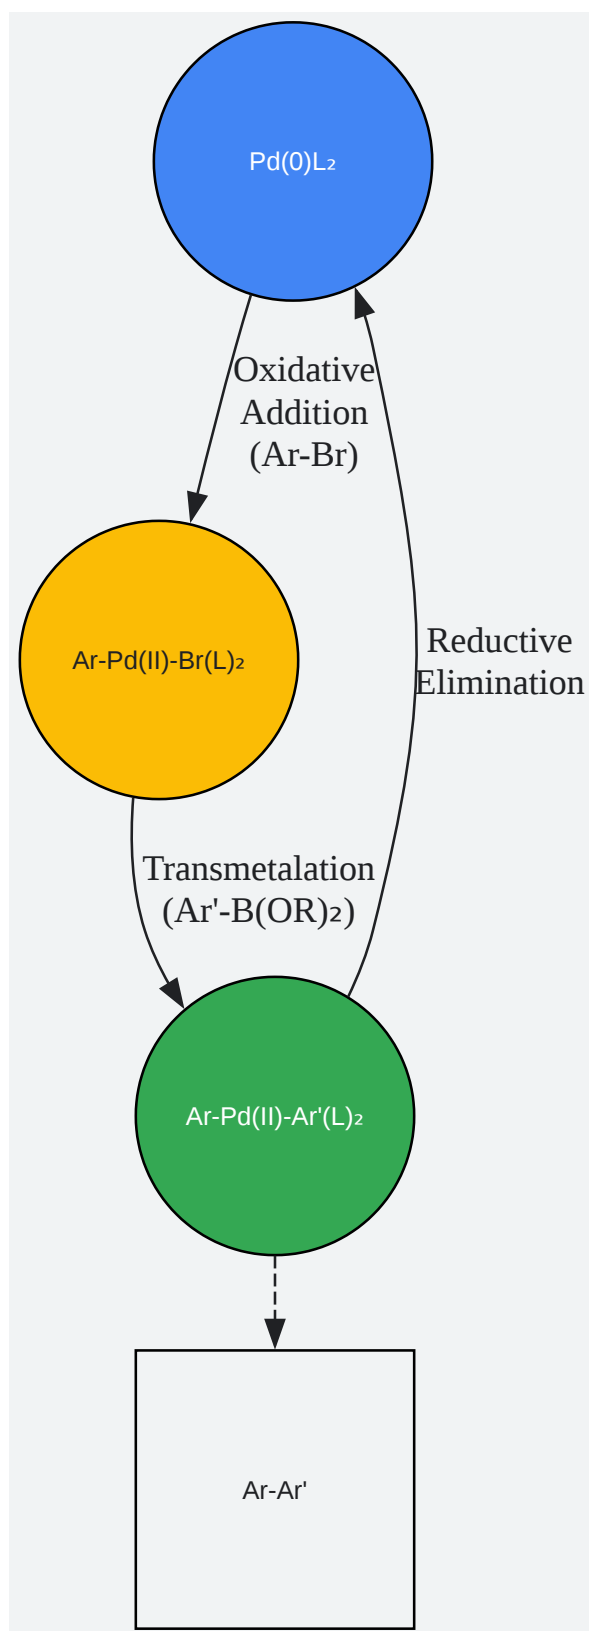 Pd(0)L₂
Oxidative
Addition
(Ar-Br)
Ar-Pd(II)-Br(L)₂
Reductive
Elimination
Transmetalation
(Ar'-B(OR)₂)
Ar-Pd(II)-Ar'(L)₂
Ar-Ar'